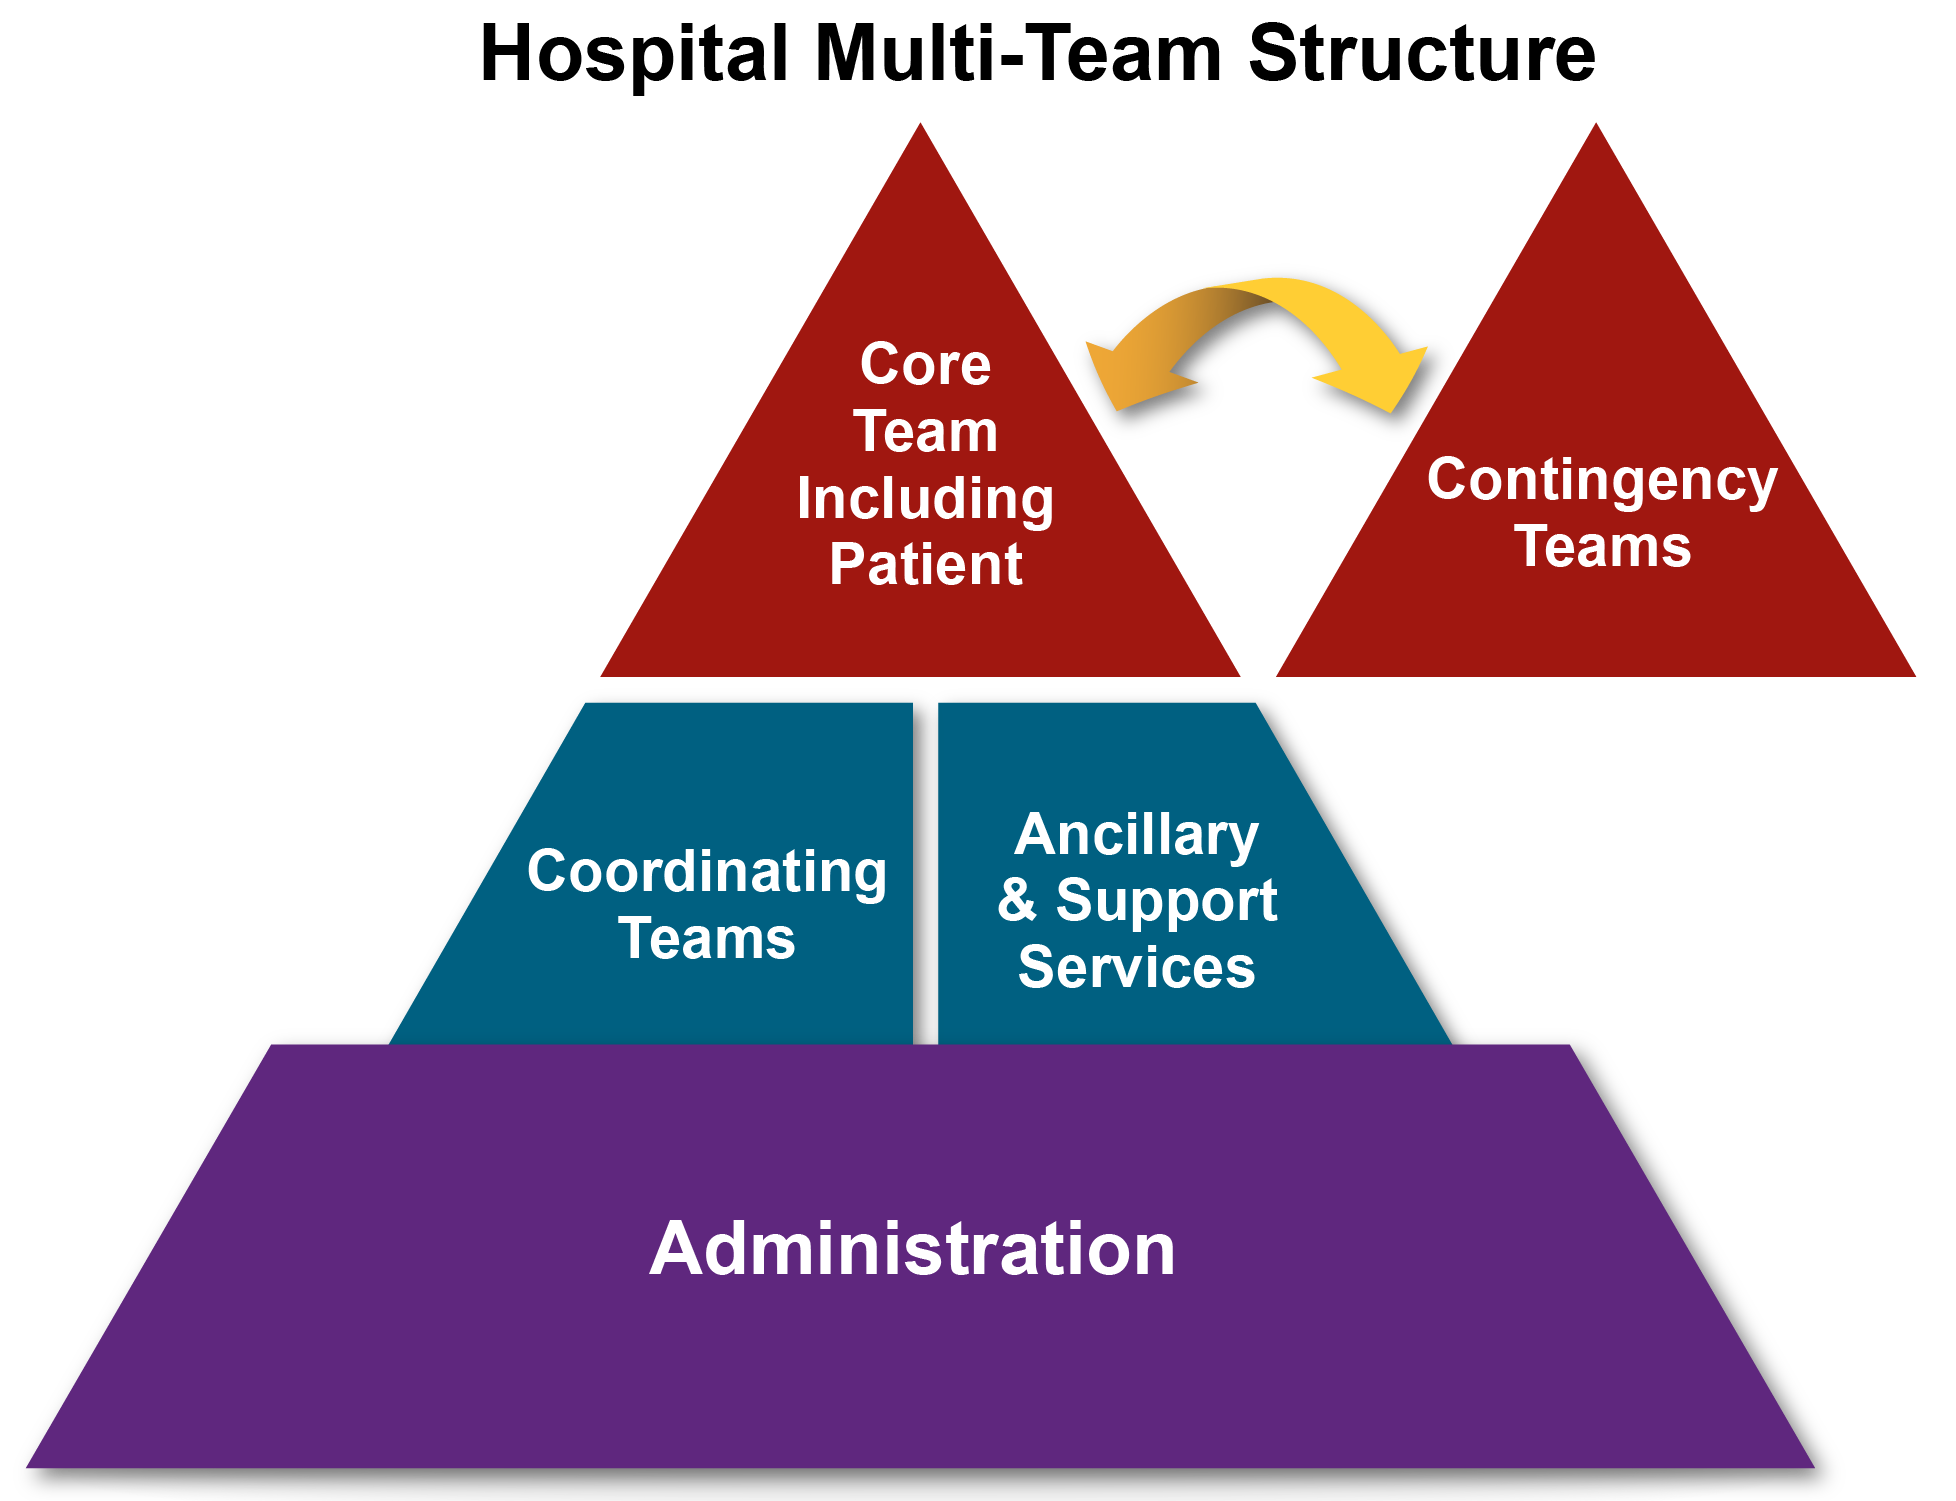 Hospital Multi-Team Structure
Core
Team
Including
Patient
Contingency
Teams
Coordinating
Teams
Ancillary
& Support
Services
Administration